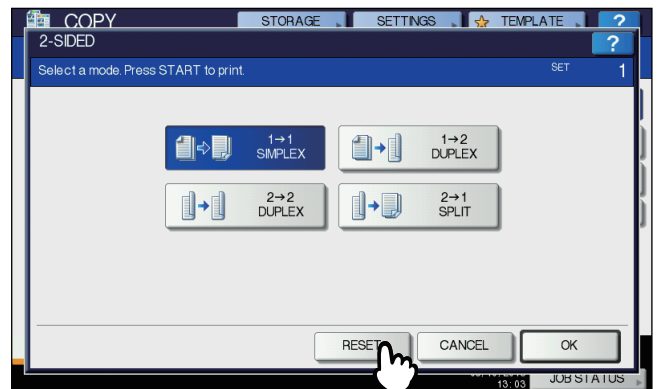 COPY STORAGE SETTINGS TEMPLATE ?
2-SIDED ?
Select a mode. Press START to print. SET 1
1→1
SIMPLEX
1→2
DUPLEX
2→2
DUPLEX
2→1
SPLIT
RESET CANCEL OK
13:03 JOB STATUS